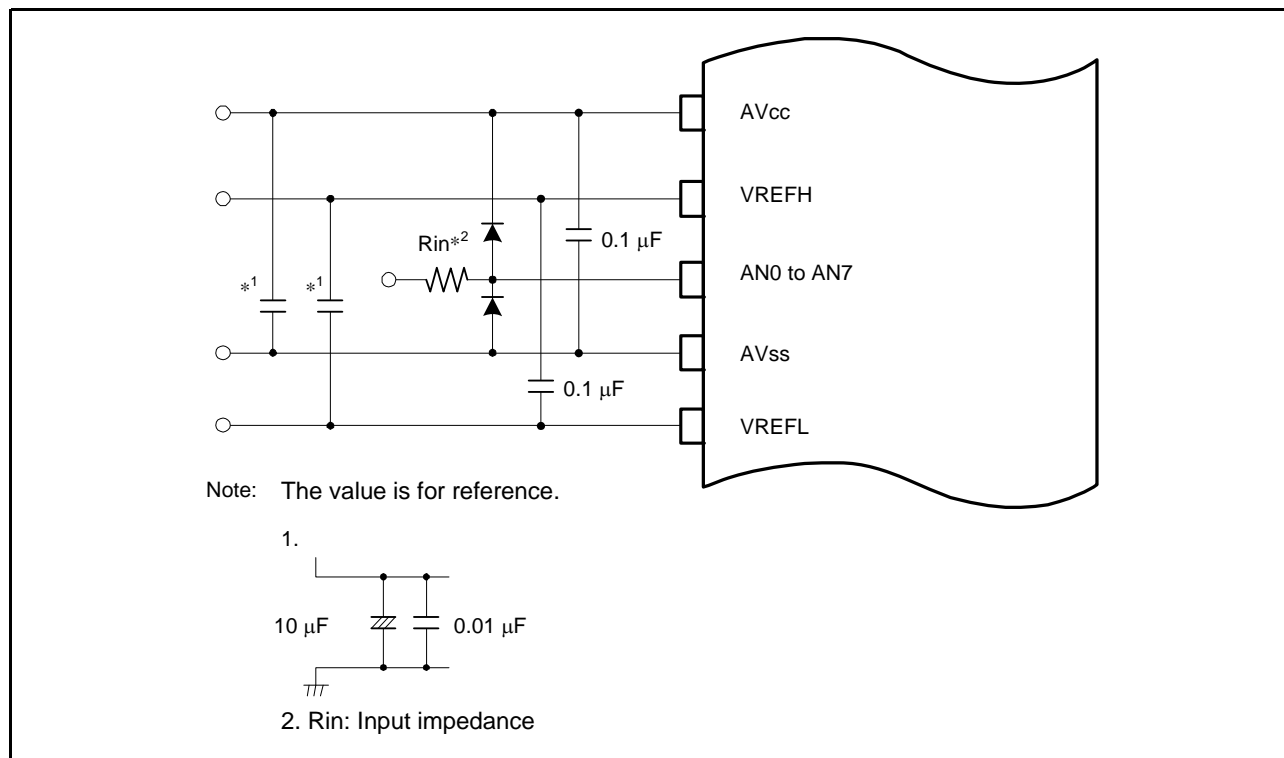 AVcc
VREFH
Rin*2
0.1 μF
AN0 to AN7
*1
*1
AVss
0.1 μF
VREFL
Note: The value is for reference.
1.
10 μF
0.01 μF
2. Rin: Input impedance